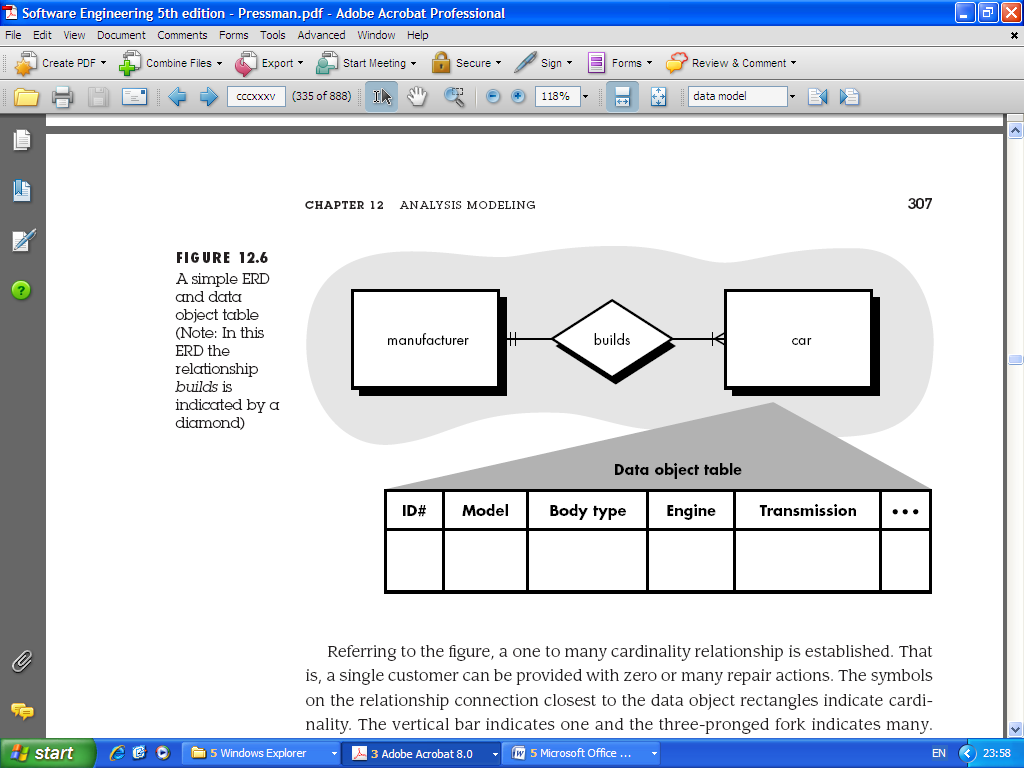 Software Engineering 5th edition - Pressman.pdf - Adobe Acrobat Professional
File Edit View Document Comments Forms Tools Advanced Window Help
Create PDF Combine Files Export Start Meeting Secure Sign Forms Review & Comment
cccxxxv (335 of 888) 118% data model
CHAPTER 12 ANALYSIS MODELING 307
FIGURE 12.6
A simple ERD
and data
object table
(Note: In this
ERD the
relationship
builds is
indicated by a
diamond)
manufacturer builds car
Data object table
ID# Model Body type Engine Transmission •••
Referring to the figure, a one to many cardinality relationship is established. That
is, a single customer can be provided with zero or many repair actions. The symbols
on the relationship connection closest to the data object rectangles indicate cardi-
nality. The vertical bar indicates one and the three-pronged fork indicates many.
start 5 Windows Explorer 3 Adobe Acrobat 8.0 5 Microsoft Office ... EN 23:58